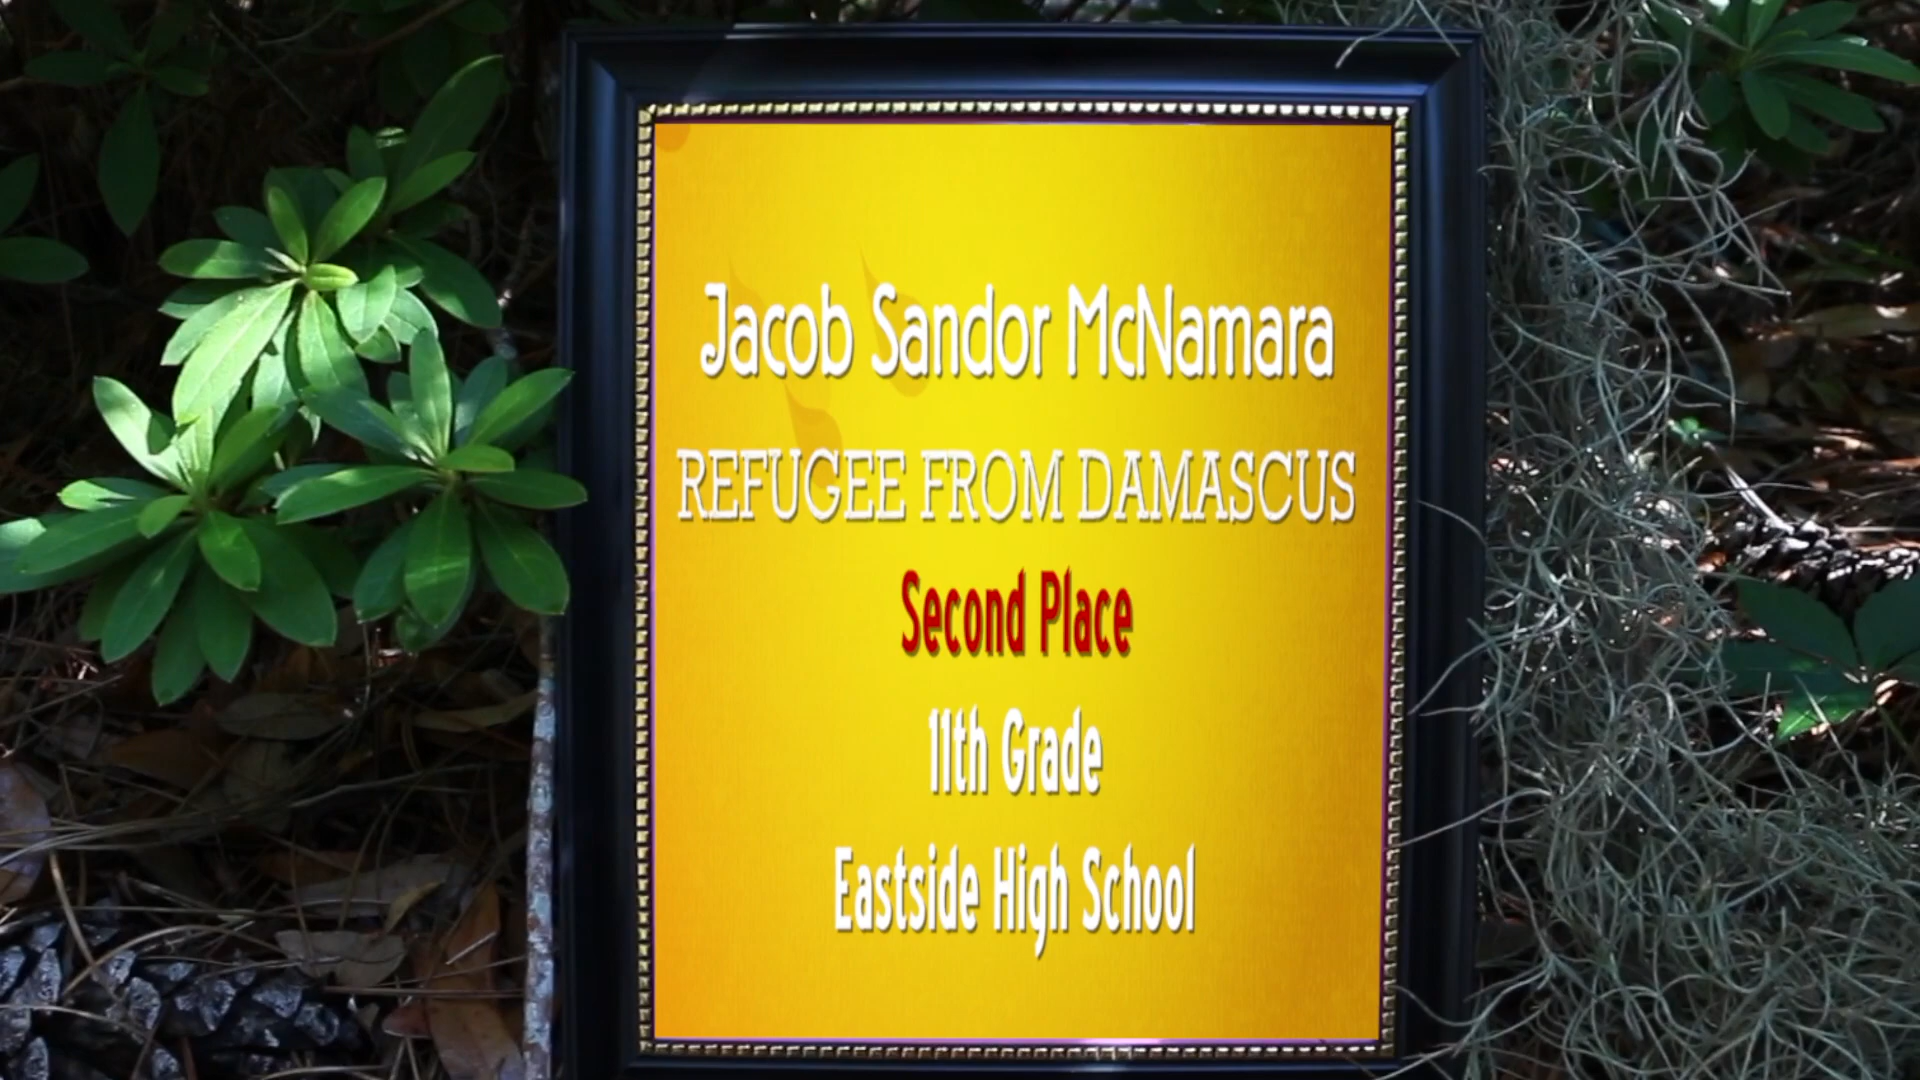 Jacob Sandor McNamara
REFUGEE FROM DAMASCUS
Second Place
11th Grade
Eastside High School